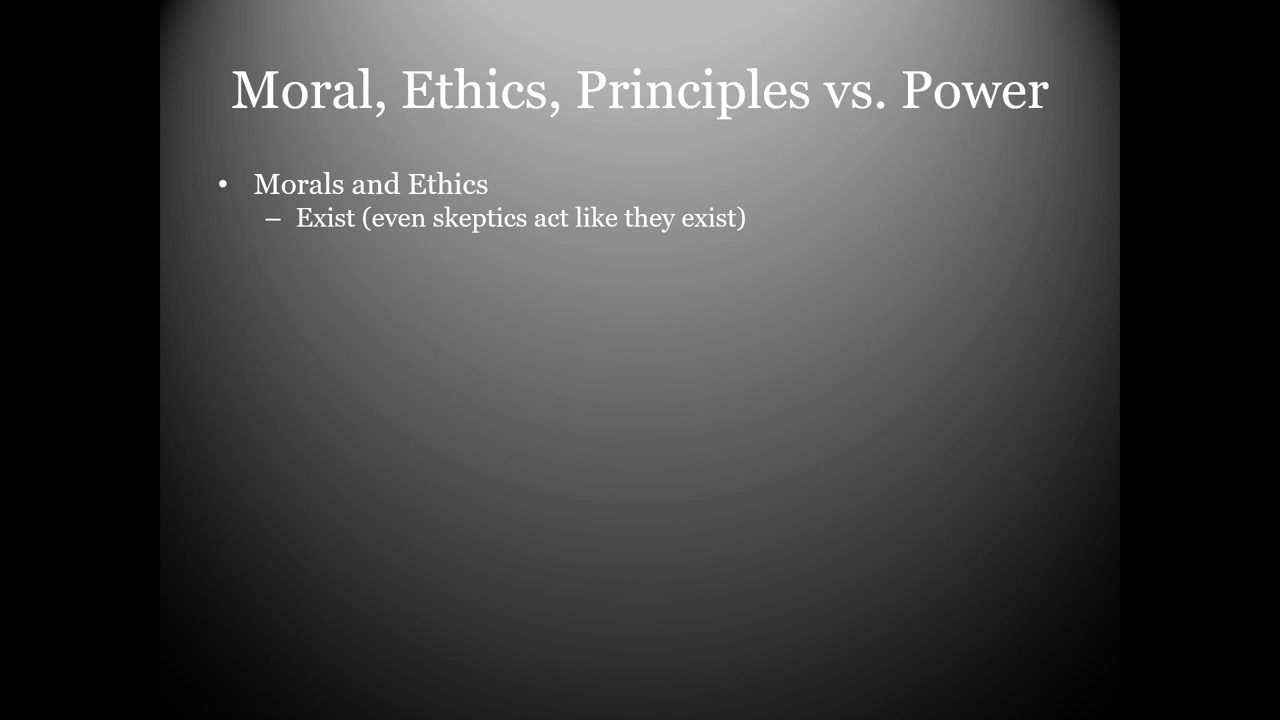 Moral, Ethics, Principles vs. Power
• Morals and Ethics
– Exist (even skeptics act like they exist)